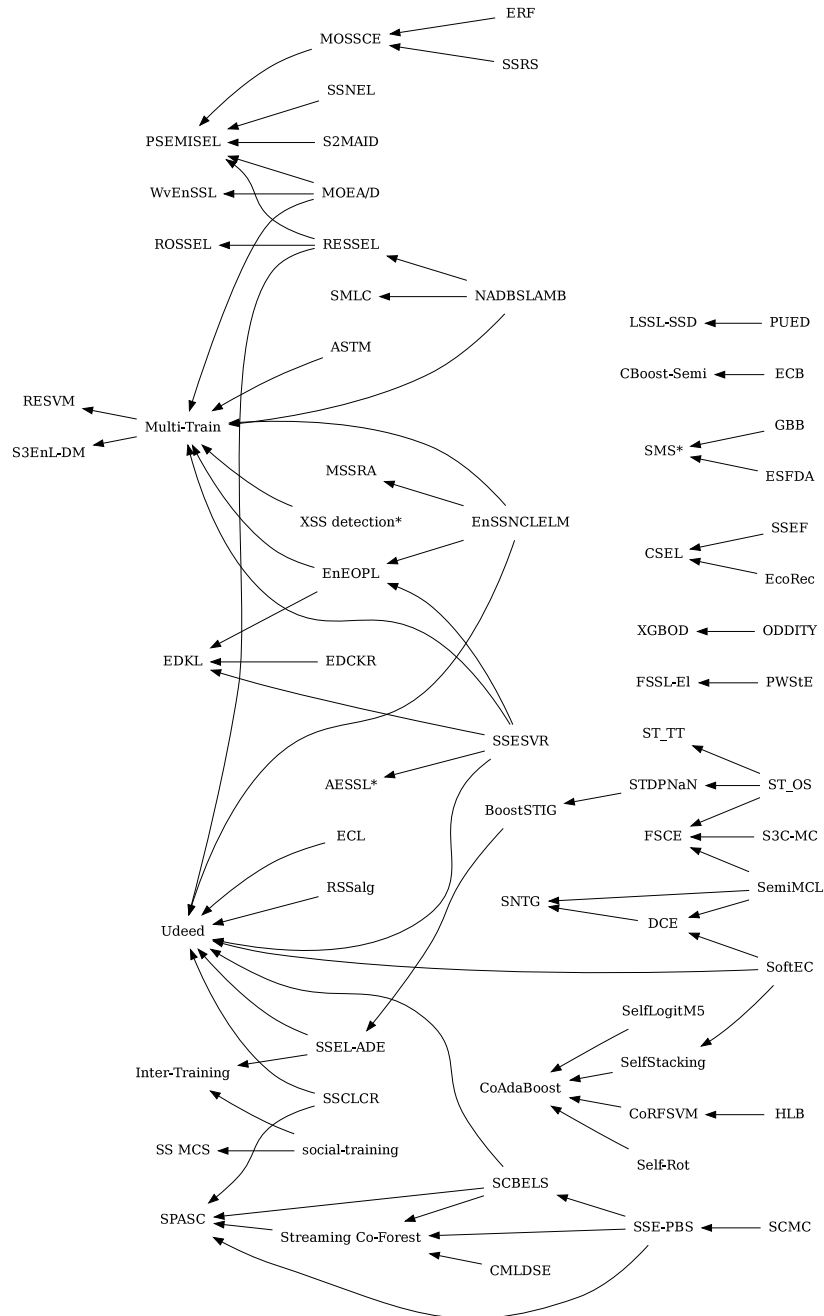 ERF
MOSSCE
SSRS
SSNEL
PSEMISEL
S2MAID
WvEnSSL
MOEA/D
ROSSEL
RESSEL
SMLC
NADBSLAMB
LSSL-SSD
PUED
ASTM
CBoost-Semi
ECB
RESVM
Multi-Train
GBB
S3EnL-DM
SMS*
MSSRA
ESFDA
XSS detection*
EnSSNCLELM
SSEF
CSEL
EnEOPL
EcoRec
XGBOD
ODDITY
EDKL
EDCKR
FSSL-El
PWStE
ST_TT
SSESVR
AESSL*
STDPNaN
ST_OS
BoostSTIG
ECL
FSCE
S3C-MC
RSSalg
SemiMCL
SNTG
DCE
Udeed
SoftEC
SelfLogitM5
SSEL-ADE
SelfStacking
Inter-Training
CoAdaBoost
SSCLCR
CoRFSVM
HLB
SS MCS
social-training
Self-Rot
SCBELS
SPASC
Streaming Co-Forest
SSE-PBS
SCMC
CMLDSE